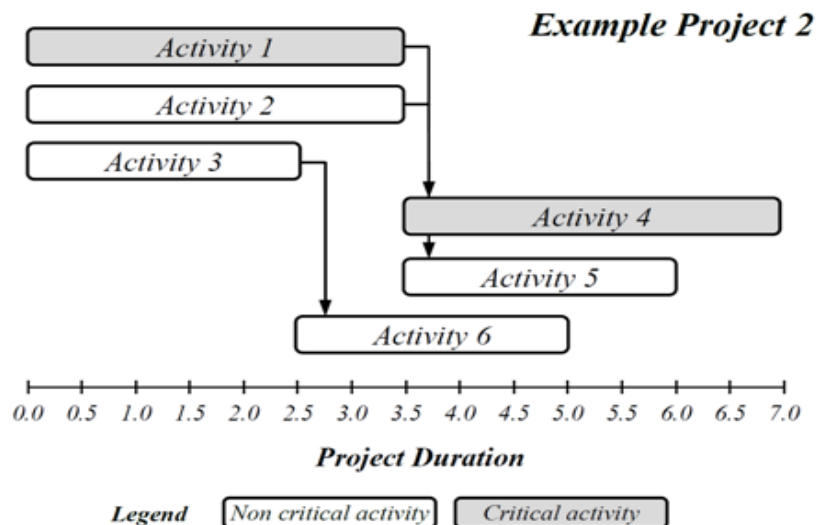 Example Project 2
Activity 1
Activity 2
Activity 3
Activity 4
Activity 5
Activity 6
0.0 0.5 1.0 1.5 2.0 2.5 3.0 3.5 4.0 4.5 5.0 5.5 6.0 6.5 7.0
Project Duration
Legend Non critical activity Critical activity